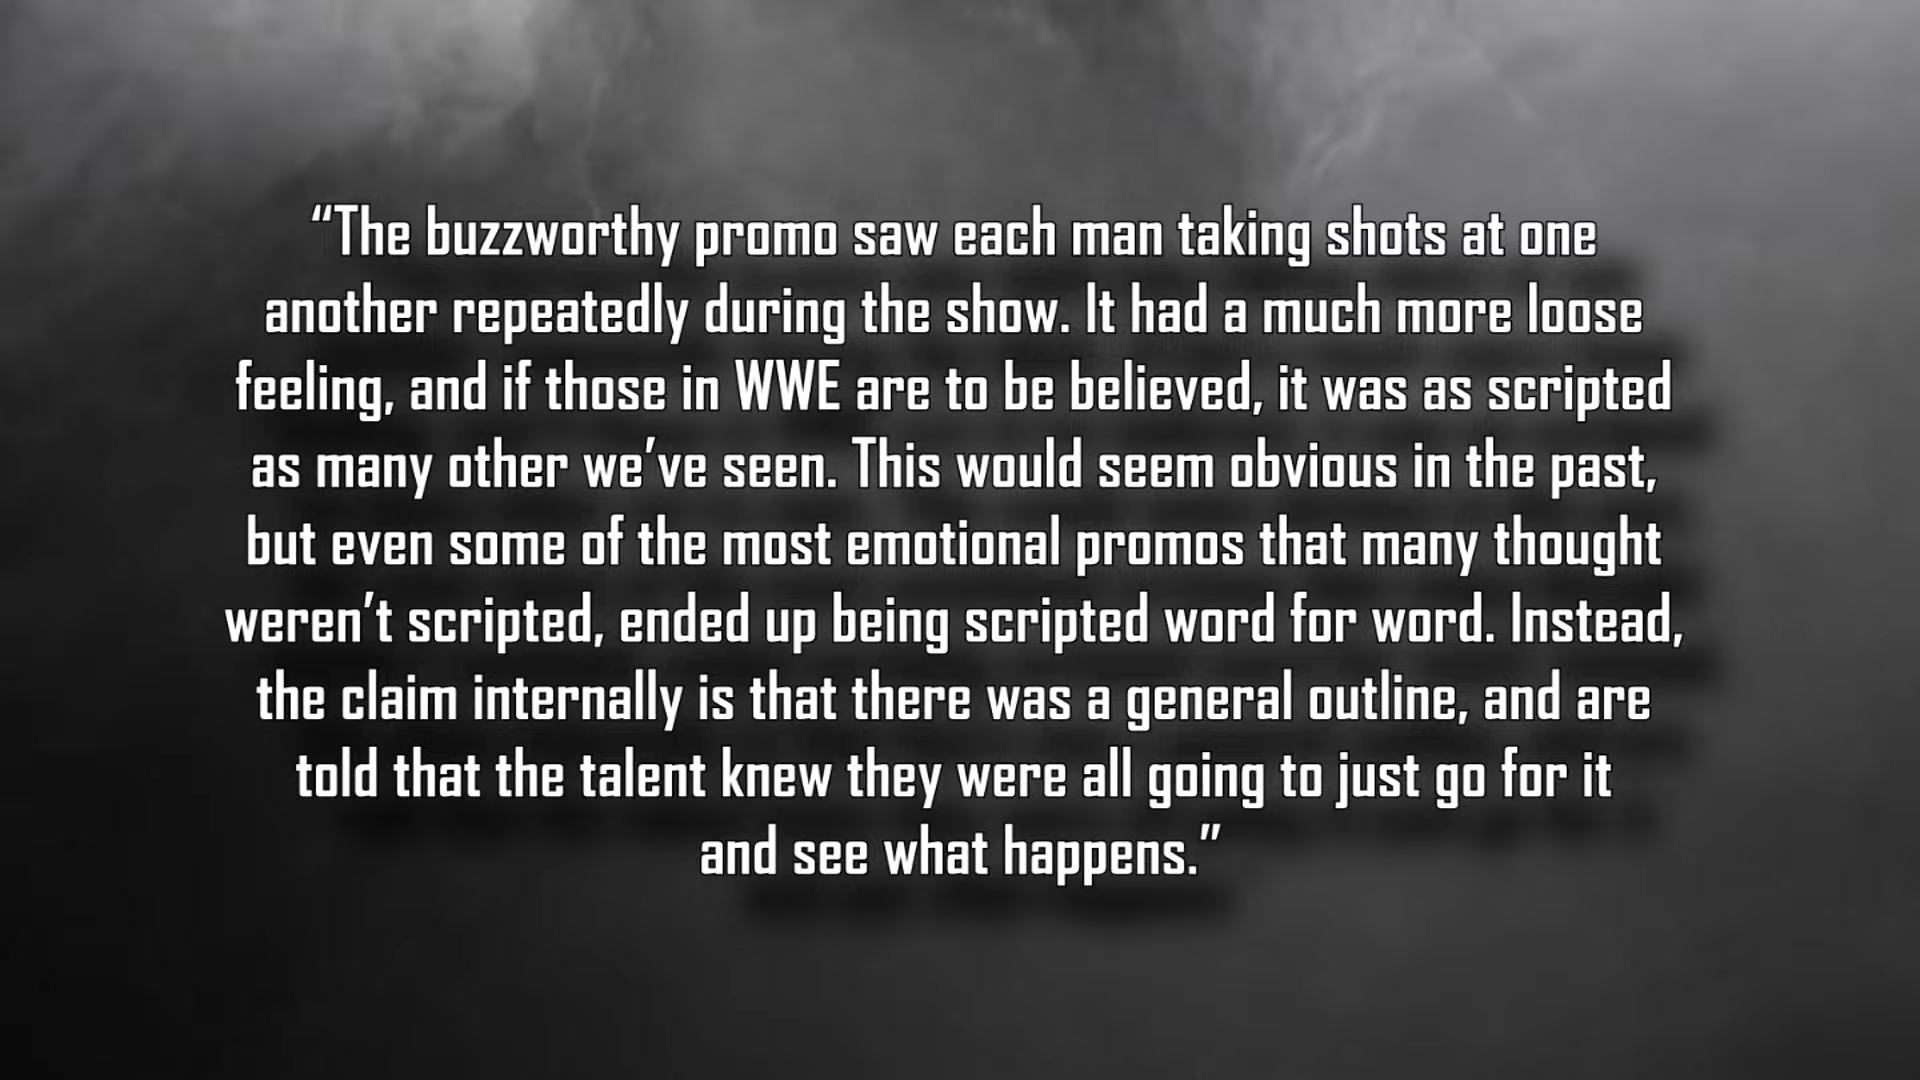 “The buzzworthy promo saw each man taking shots at one
another repeatedly during the show. It had a much more loose
feeling, and if those in WWE are to be believed, it was as scripted
as many other we’ve seen. This would seem obvious in the past,
but even some of the most emotional promos that many thought
weren’t scripted, ended up being scripted word for word. Instead,
the claim internally is that there was a general outline, and are
told that the talent knew they were all going to just go for it
and see what happens.”